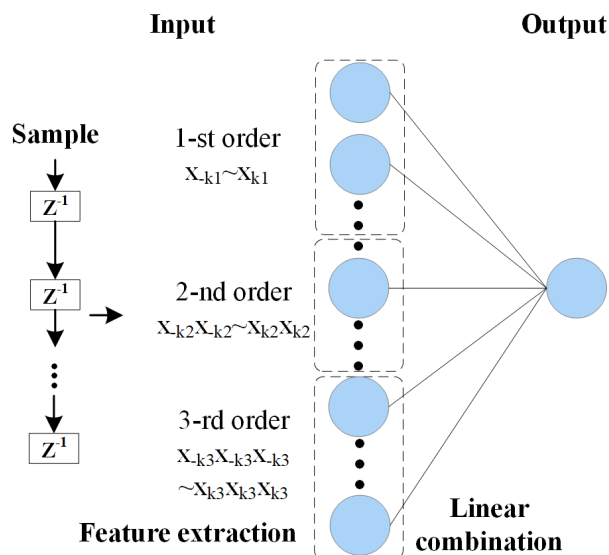 Input
Output
Sample
1-st order
X-k1~Xk1
Z-1
Z-1
2-nd order
X-k2X-k2~Xk2Xk2
3-rd order
X-k3X-k3X-k3
~Xk3Xk3Xk3
Z-1
Feature extraction
Linear
combination